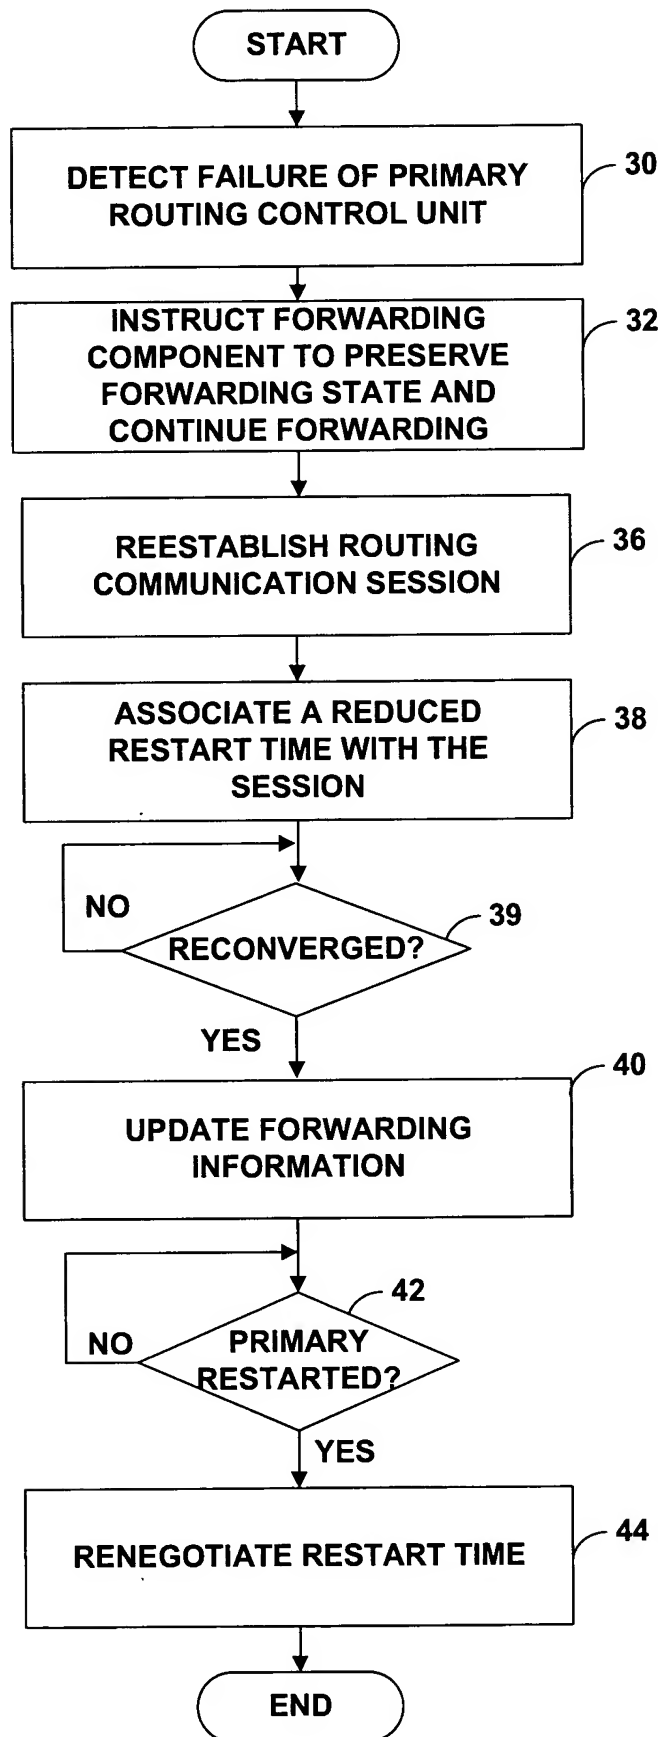 START
DETECT FAILURE OF PRIMARY
ROUTING CONTROL UNIT
30
INSTRUCT FORWARDING
COMPONENT TO PRESERVE
FORWARDING STATE AND
CONTINUE FORWARDING
32
REESTABLISH ROUTING
COMMUNICATION SESSION
36
ASSOCIATE A REDUCED
RESTART TIME WITH THE
SESSION
38
NO
RECONVERGED?
39
YES
UPDATE FORWARDING
INFORMATION
40
NO
PRIMARY
RESTARTED?
42
YES
RENEGOTIATE RESTART TIME
44
END